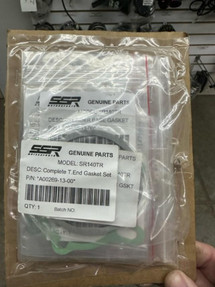 SSR
GENUINE PARTS
SSR
GENUINE PARTS
MODEL: SR140TR
DESC: Complete T.End Gasket Set
P/N: "A00269-13-00"
QTY: 1
Batch NO